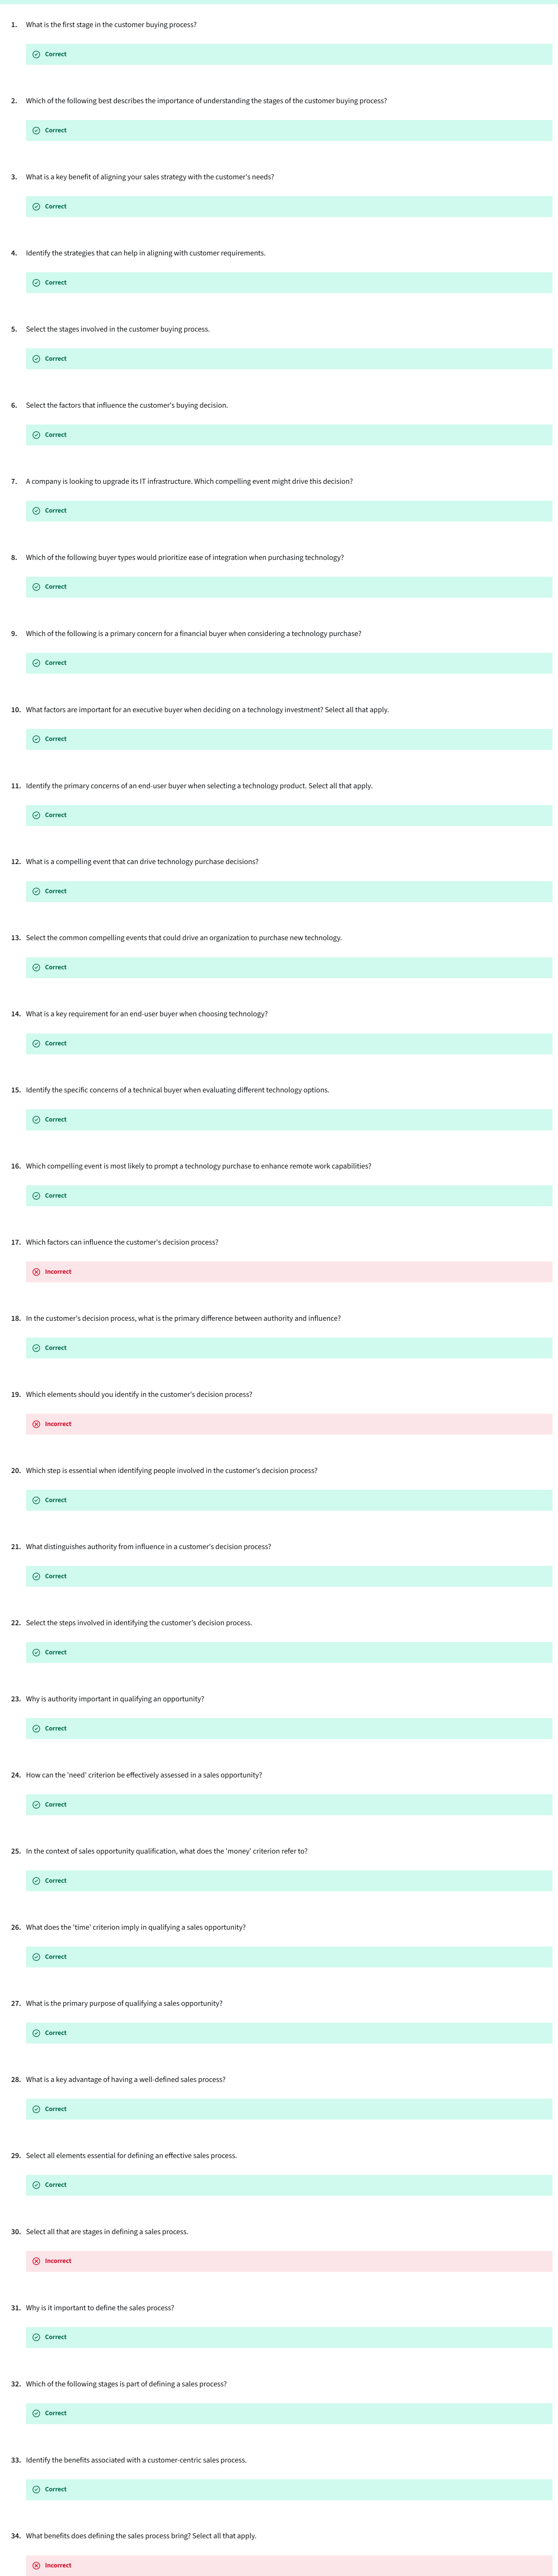 1. What is the first stage in the customer buying process?
Correct
2. Which of the following best describes the importance of understanding the stages of the customer buying process?
Correct
3. What is a key benefit of aligning your sales strategy with the customer's needs?
Correct
4. Identify the strategies that can help in aligning with customer requirements.
Correct
5. Select the stages involved in the customer buying process.
Correct
6. Select the factors that influence the customer's buying decision.
Correct
7. A company is looking to upgrade its IT infrastructure. Which compelling event might drive this decision?
Correct
8. Which of the following buyer types would prioritize ease of integration when purchasing technology?
Correct
9. Which of the following is a primary concern for a financial buyer when considering a technology purchase?
Correct
10. What factors are important for an executive buyer when deciding on a technology investment? Select all that apply.
Correct
11. Identify the primary concerns of an end-user buyer when selecting a technology product. Select all that apply.
Correct
12. What is a compelling event that can drive technology purchase decisions?
Correct
13. Select the common compelling events that could drive an organization to purchase new technology.
Correct
14. What is a key requirement for an end-user buyer when choosing technology?
Correct
15. Identify the specific concerns of a technical buyer when evaluating different technology options.
Correct
16. Which compelling event is most likely to prompt a technology purchase to enhance remote work capabilities?
Correct
17. Which factors can influence the customer's decision process?
Incorrect
18. In the customer's decision process, what is the primary difference between authority and influence?
Correct
19. Which elements should you identify in the customer's decision process?
Incorrect
20. Which step is essential when identifying people involved in the customer's decision process?
Correct
21. What distinguishes authority from influence in a customer's decision process?
Correct
22. Select the steps involved in identifying the customer's decision process.
Correct
23. Why is authority important in qualifying an opportunity?
Correct
24. How can the 'need' criterion be effectively assessed in a sales opportunity?
Correct
25. In the context of sales opportunity qualification, what does the 'money' criterion refer to?
Correct
26. What does the 'time' criterion imply in qualifying a sales opportunity?
Correct
27. What is the primary purpose of qualifying a sales opportunity?
Correct
28. What is a key advantage of having a well-defined sales process?
Correct
29. Select all elements essential for defining an effective sales process.
Correct
30. Select all that are stages in defining a sales process.
Incorrect
31. Why is it important to define the sales process?
Correct
32. Which of the following stages is part of defining a sales process?
Correct
33. Identify the benefits associated with a customer-centric sales process.
Correct
34. What benefits does defining the sales process bring? Select all that apply.
Incorrect